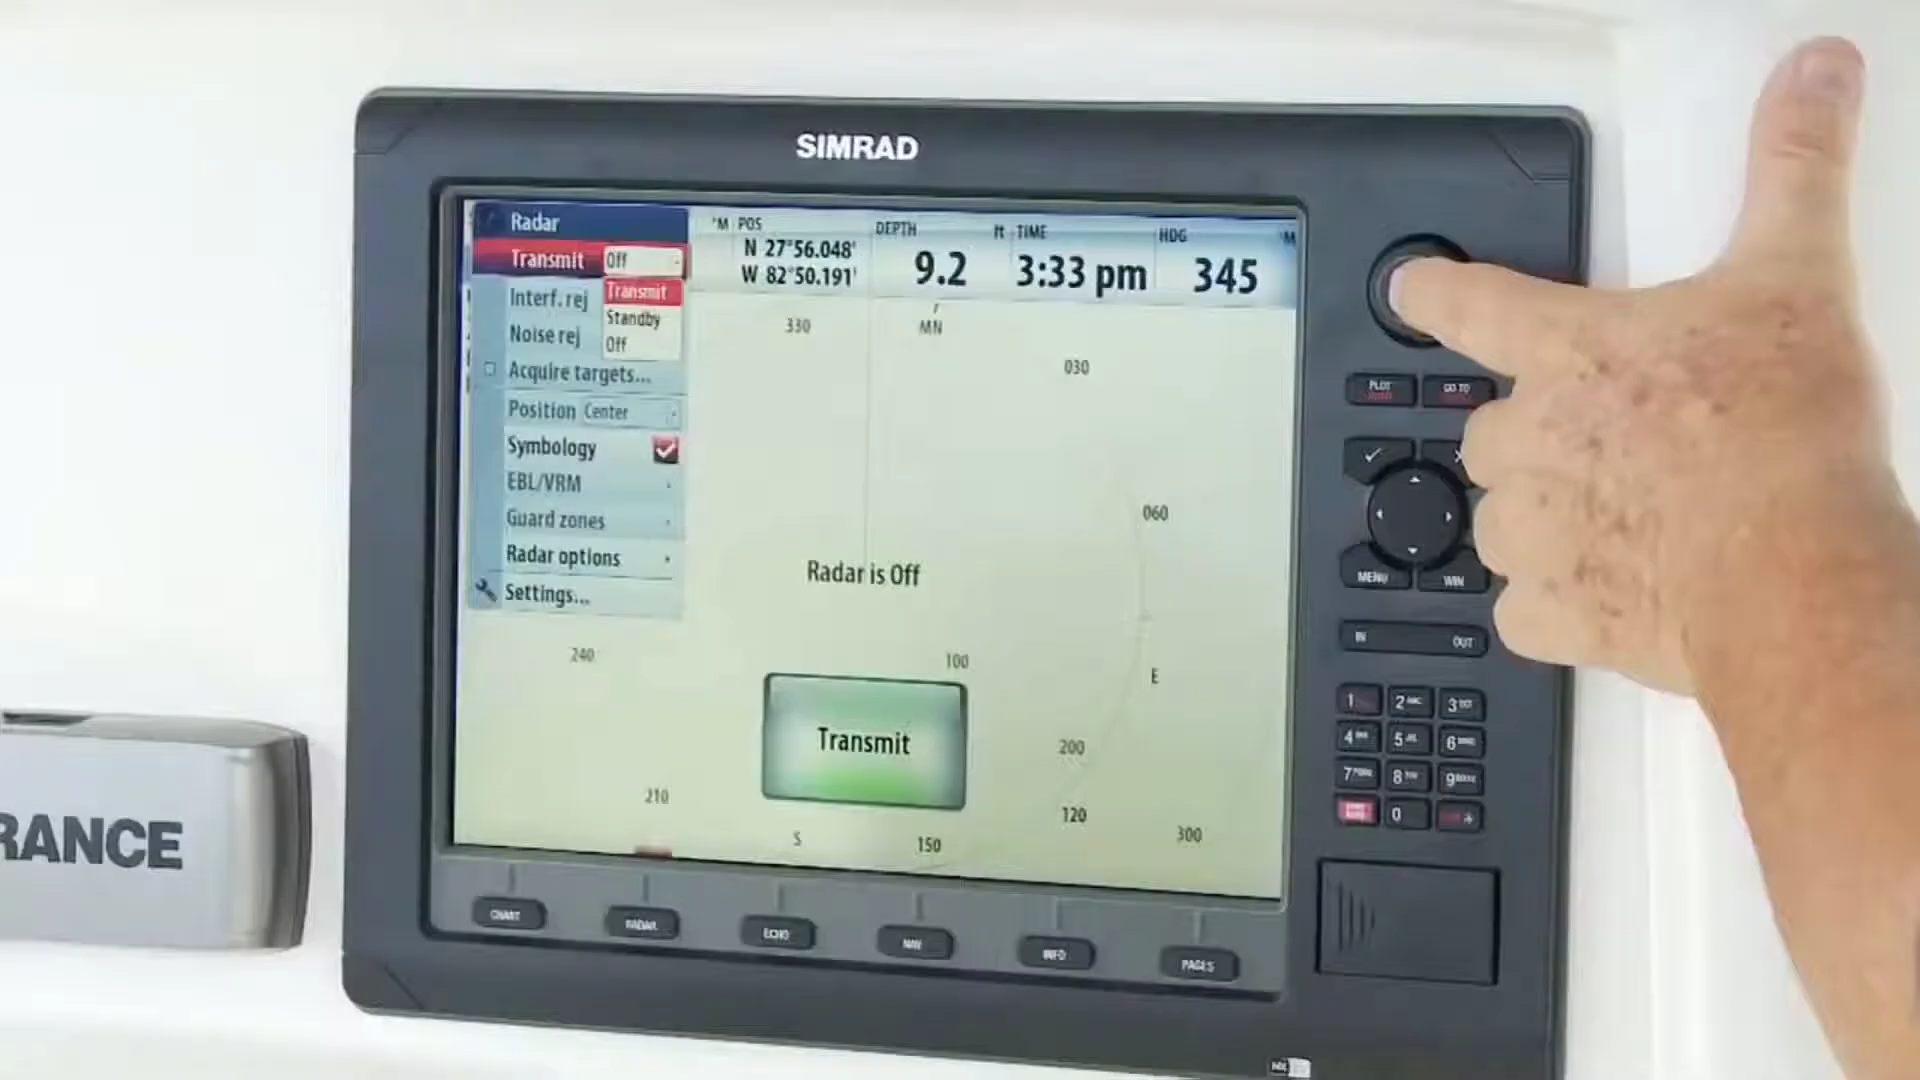 SIMRAD
Radar
Transmit Off
Transmit
Standby
Off
Interf. rej
Noise rej
Acquire targets...
Position Center
Symbology
EBL/VRM
Guard zones
Radar options
Settings...
°M POS
N 27°56.048'
W 82°50.191'
DEPTH ft
9.2
TIME
3:33 pm
HDG °M
345
330
MN
030
060
Radar is Off
240
100
E
Transmit
200
210
120
S
150
300
PLOT
GO TO
MENU
WIN
IN
OUT
1
2 ABC
3
4
5
6
7
8
9
0
CHART
RADAR
ECHO
NAV
INFO
PAGES
RANCE